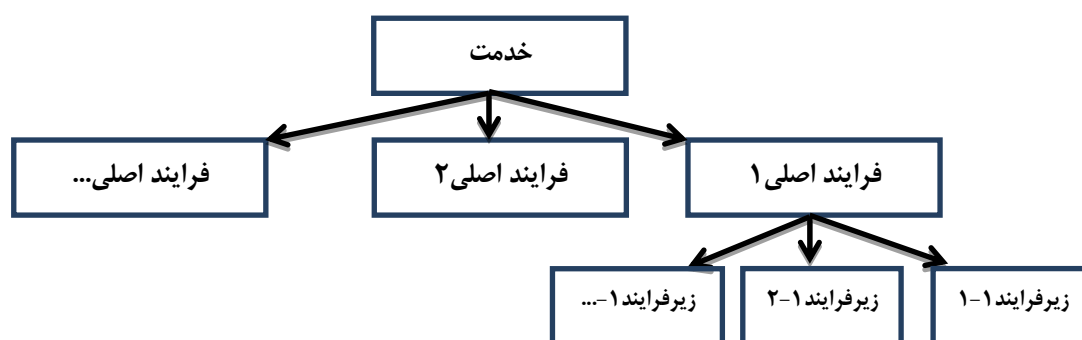 خدمت
فرایند اصلی۱
فرایند اصلی۲
فرایند اصلی...
زیرفرایند۱-۱
زیرفرایند۱-۲
زیرفرایند۱-...